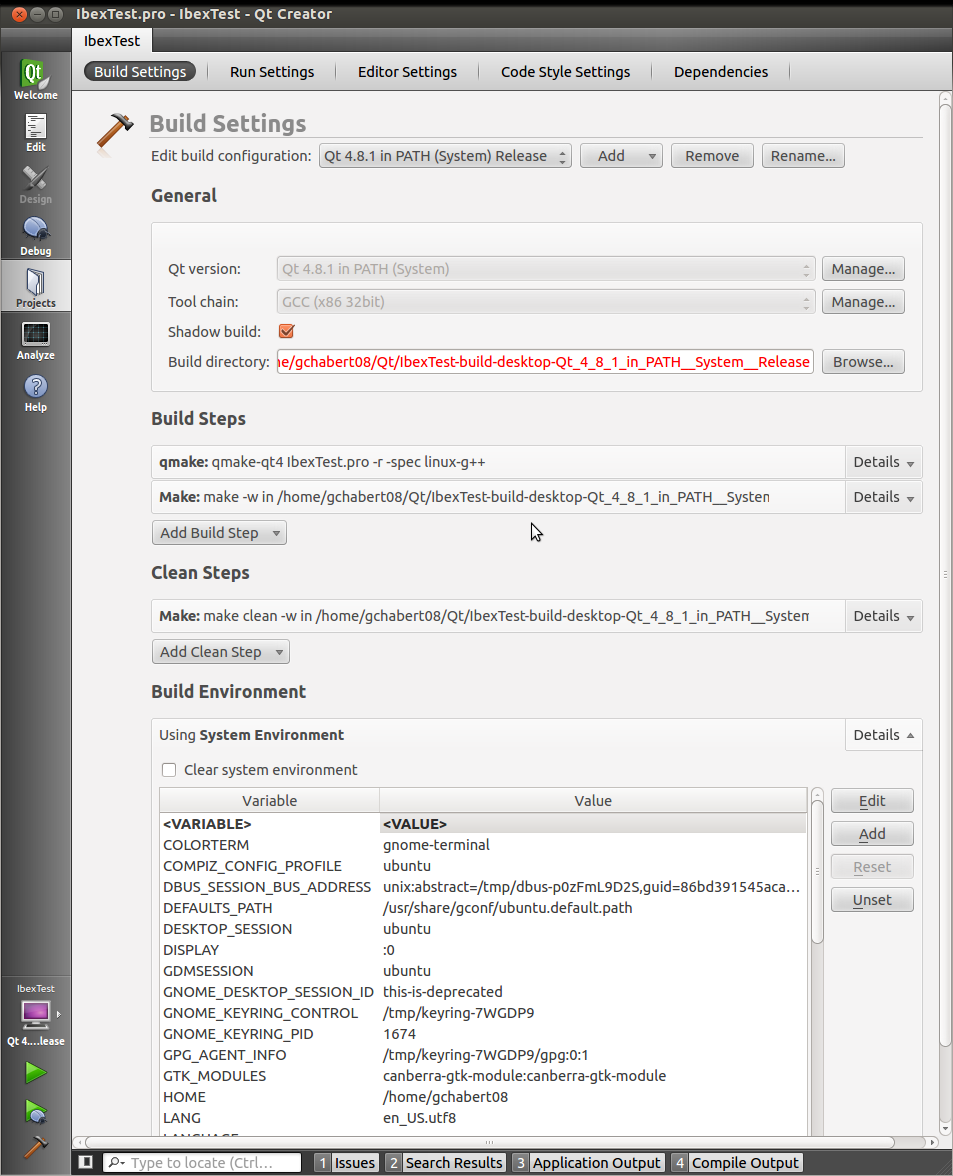 IbexTest.pro - IbexTest - Qt Creator
IbexTest
Build Settings
Run Settings
Editor Settings
Code Style Settings
Dependencies
Qt
Welcome
Edit
Design
Debug
Projects
Analyze
?
Help
Build Settings
Edit build configuration: Qt 4.8.1 in PATH (System) Release Add Remove Rename...
General
Qt version: Qt 4.8.1 in PATH (System) Manage...
Tool chain: GCC (x86 32bit) Manage...
Shadow build:
Build directory: ne/gchabert08/Qt/IbexTest-build-desktop-Qt_4_8_1_in_PATH__System__Release Browse...
Build Steps
qmake: qmake-qt4 IbexTest.pro -r -spec linux-g++ Details
Make: make -w in /home/gchabert08/Qt/IbexTest-build-desktop-Qt_4_8_1_in_PATH__System Details
Add Build Step
Clean Steps
Make: make clean -w in /home/gchabert08/Qt/IbexTest-build-desktop-Qt_4_8_1_in_PATH__System Details
Add Clean Step
Build Environment
Using System Environment Details
Clear system environment
Variable Value
<VARIABLE> <VALUE>
COLORTERM gnome-terminal
COMPIZ_CONFIG_PROFILE ubuntu
DBUS_SESSION_BUS_ADDRESS unix:abstract=/tmp/dbus-p0zFmL9D2S,guid=86bd391545aca...
DEFAULTS_PATH /usr/share/gconf/ubuntu.default.path
DESKTOP_SESSION ubuntu
DISPLAY :0
GDMSESSION ubuntu
GNOME_DESKTOP_SESSION_ID this-is-deprecated
GNOME_KEYRING_CONTROL /tmp/keyring-7WGDP9
GNOME_KEYRING_PID 1674
GPG_AGENT_INFO /tmp/keyring-7WGDP9/gpg:0:1
GTK_MODULES canberra-gtk-module:canberra-gtk-module
HOME /home/gchabert08
LANG en_US.utf8
Edit
Add
Reset
Unset
IbexTest
Qt 4....lease
Type to locate (Ctrl...
1 Issues
2 Search Results
3 Application Output
4 Compile Output